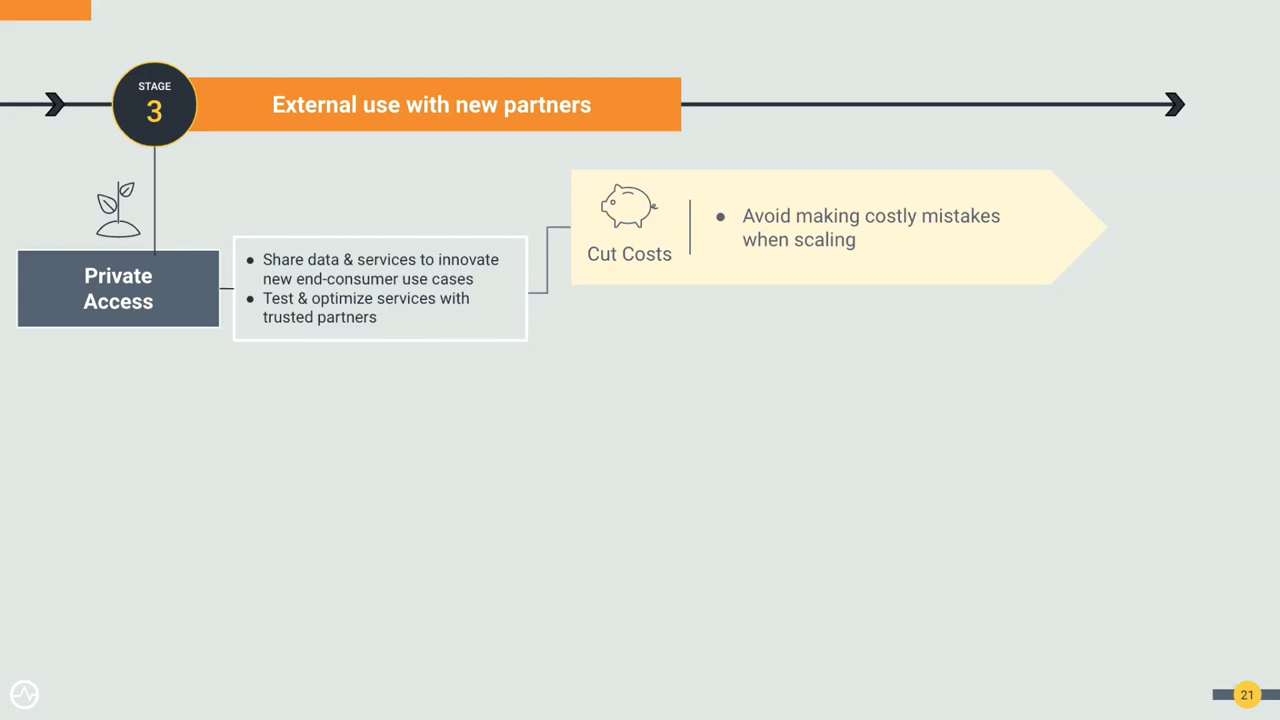 STAGE
3
External use with new partners
Private
Access
● Share data & services to innovate
new end-consumer use cases
● Test & optimize services with
trusted partners
Cut Costs
● Avoid making costly mistakes
when scaling
21